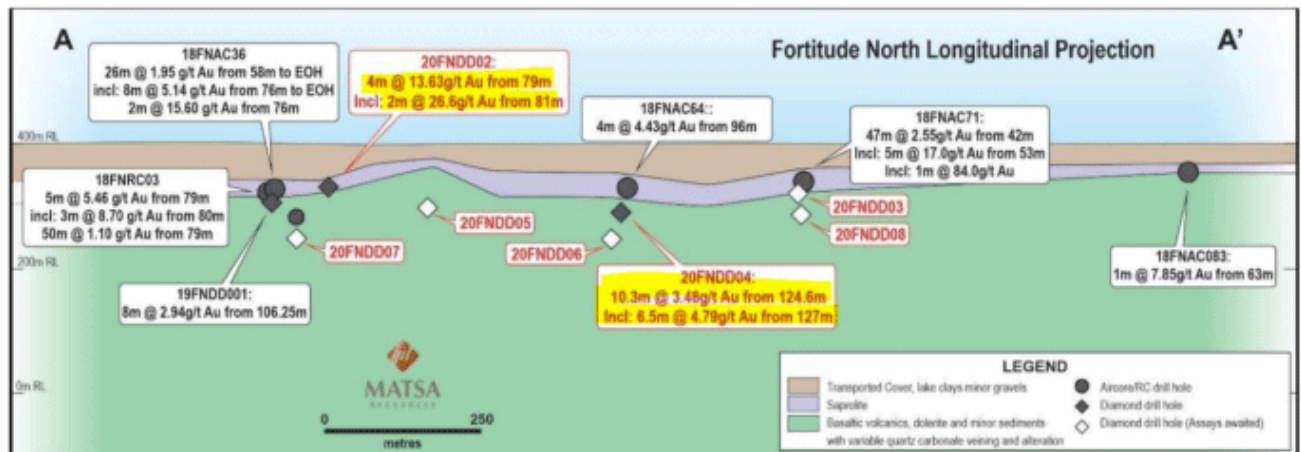 A
Fortitude North Longitudinal Projection
A'
18FNAC36
26m @ 1.95 g/t Au from 58m to EOH
incl: 8m @ 5.14 g/t Au from 76m to EOH
2m @ 15.60 g/t Au from 76m
20FNDD02:
4m @ 13.63g/t Au from 79m
Incl: 2m @ 26.6g/t Au from 81m
18FNAC64::
4m @ 4.43g/t Au from 96m
18FNAC71:
47m @ 2.55g/t Au from 42m
Incl: 5m @ 17.0g/t Au from 53m
Incl: 1m @ 84.0g/t Au
400m RL
18FNRC03
5m @ 5.46 g/t Au from 79m
incl: 3m @ 8.70 g/t Au from 80m
50m @ 1.10 g/t Au from 79m
20FNDD07
20FNDD05
20FNDD06
20FNDD03
20FNDD08
200m RL
19FNDD001:
8m @ 2.94g/t Au from 106.25m
20FNDD04:
10.3m @ 3.48g/t Au from 124.6m
Incl: 6.5m @ 4.79g/t Au from 127m
18FNAC083:
1m @ 7.85g/t Au from 63m
0m RL
MATSA
RESOURCES
0 250
metres
LEGEND
Transported Cover, lake clays minor gravels
Saprolite
Basaltic volcanics, dolerite and minor sediments
with variable quartz carbonate veining and alteration
Aircore/RC drill hole
Diamond drill hole
Diamond drill hole (Assays awaited)